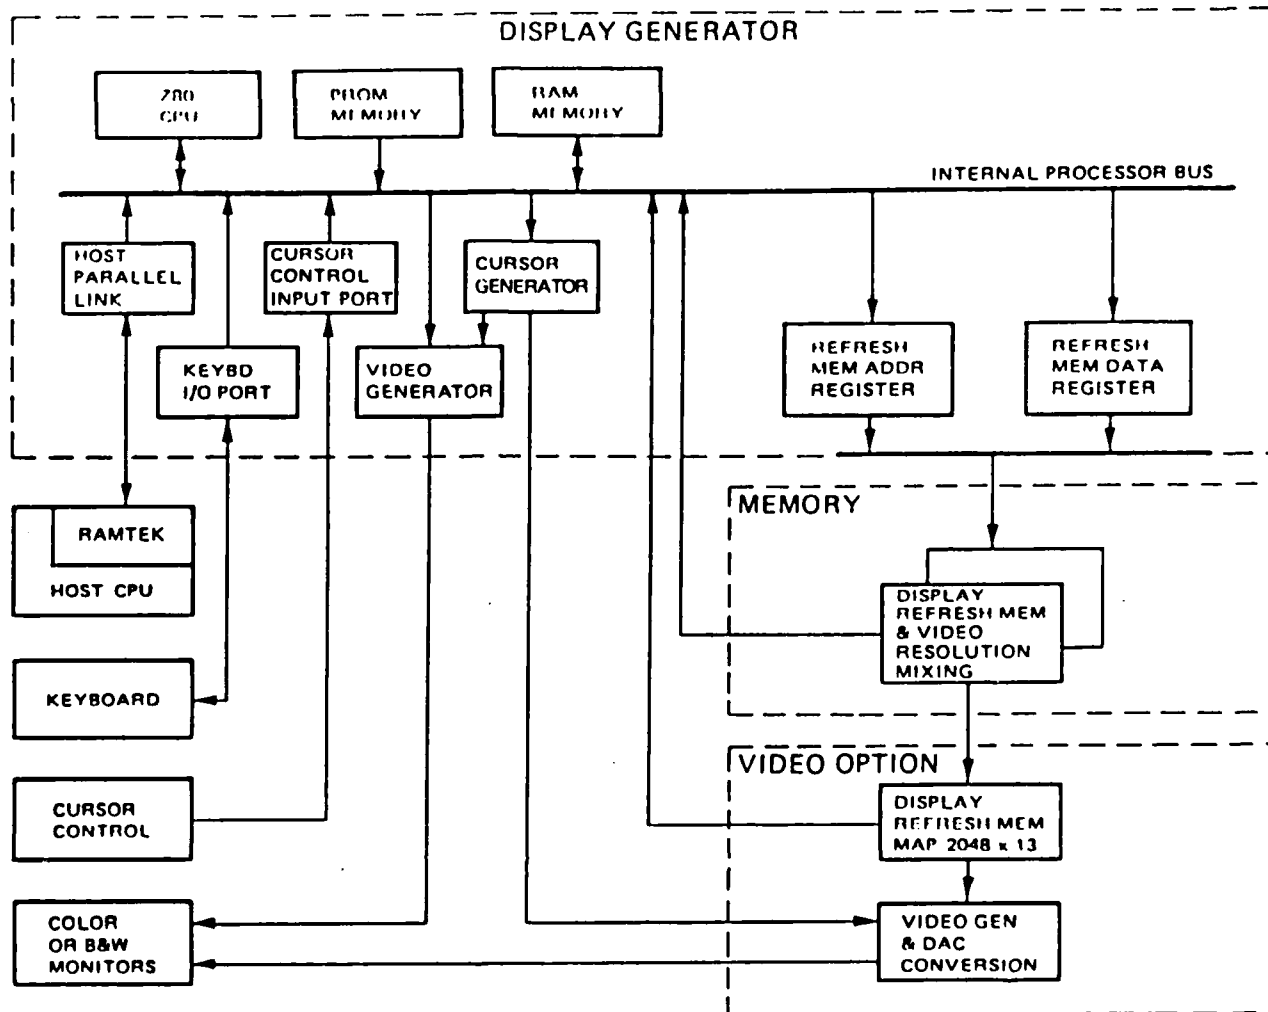 DISPLAY GENERATOR
Z80
CPU
PROM
MEMORY
RAM
MEMORY
INTERNAL PROCESSOR BUS
HOST
PARALLEL
LINK
CURSOR
CONTROL
INPUT PORT
CURSOR
GENERATOR
KEYBD
I/O PORT
VIDEO
GENERATOR
REFRESH
MEM ADDR
REGISTER
REFRESH
MEM DATA
REGISTER
RAMTEK
HOST CPU
MEMORY
DISPLAY
REFRESH MEM
& VIDEO
RESOLUTION
MIXING
KEYBOARD
VIDEO OPTION
CURSOR
CONTROL
DISPLAY
REFRESH MEM
MAP 2048 x 13
COLOR
OR B&W
MONITORS
VIDEO GEN
& DAC
CONVERSION